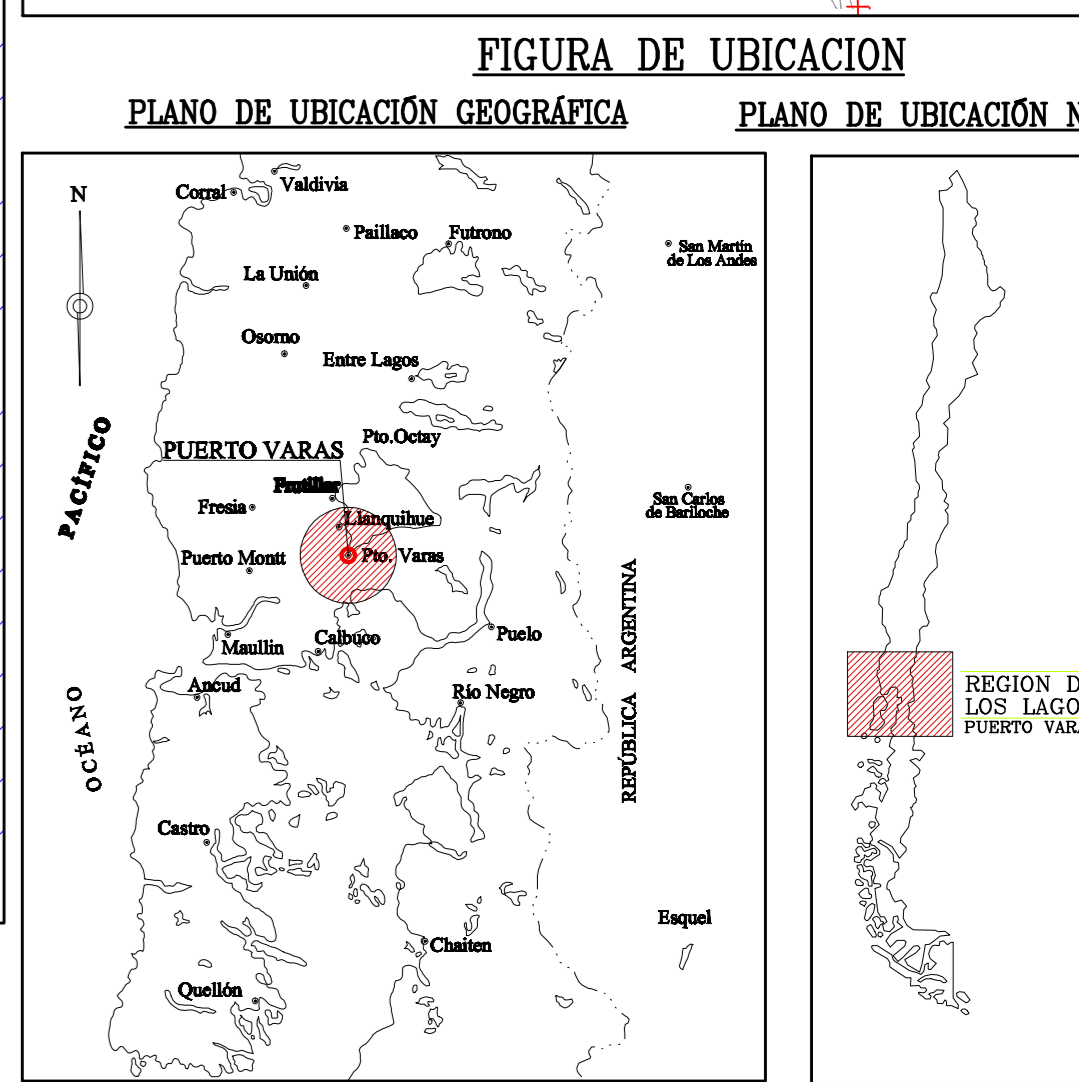 FIGURA DE UBICACION
PLANO DE UBICACIÓN GEOGRÁFICA
PLANO DE UBICACIÓN N
N
Corral
Valdivia
Paillaco
Futrono
San Martín
de Los Andes
La Unión
Osorno
Entre Lagos
Pto.Octay
PUERTO VARAS
PACÍFICO
Frutillar
Fresia
Llanquihue
San Carlos
de Bariloche
Puerto Montt
Pto. Varas
REPÚBLICA ARGENTINA
Maullin
Calbuco
Puelo
Ancud
Río Negro
OCÉANO
Castro
Esquel
Chaiten
Quellón
REGION D
LOS LAGO
PUERTO VARA